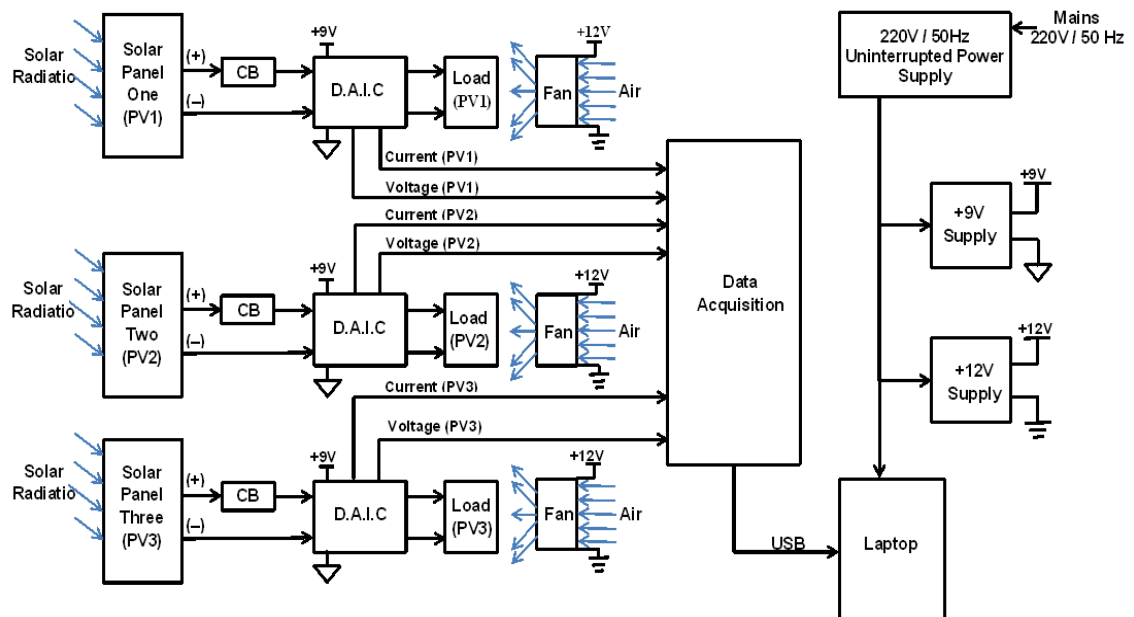 Solar
Radiatio
Solar
Panel
One
(PV1)
(+)
(–)
CB
+9V
D.A.I.C
Load
(PV1)
+12V
Fan
Air
Current (PV1)
Voltage (PV1)
Current (PV2)
Voltage (PV2)
Solar
Radiatio
Solar
Panel
Two
(PV2)
(+)
(–)
CB
+9V
D.A.I.C
Load
(PV2)
+12V
Fan
Air
Current (PV3)
Voltage (PV3)
Solar
Radiatio
Solar
Panel
Three
(PV3)
(+)
(–)
CB
+9V
D.A.I.C
Load
(PV3)
+12V
Fan
Air
Data
Acquisition
USB
220V / 50Hz
Uninterrupted Power
Supply
Mains
220V / 50 Hz
+9V
Supply
+9V
+12V
Supply
+12V
Laptop